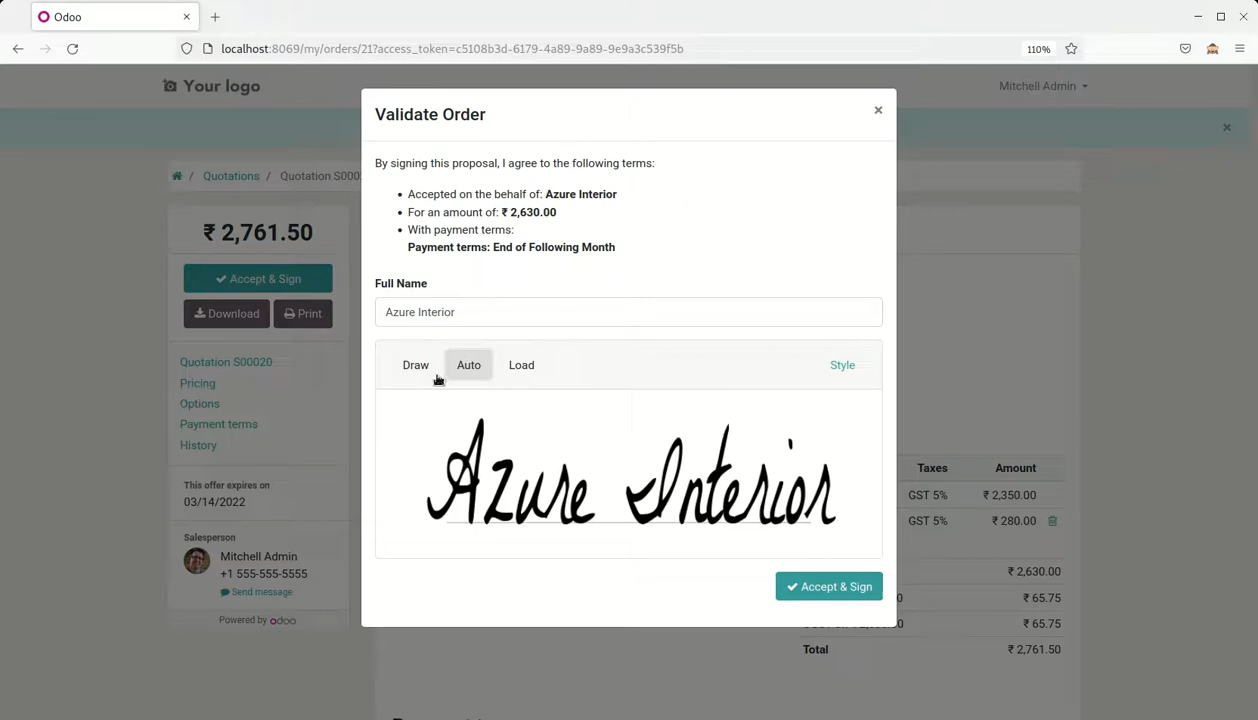 Odoo
localhost:8069/my/orders/21?access_token=c5108b3d-6179-4a89-9a89-9e9a3c539f5b
110%
Your logo
Mitchell Admin
Quotations / Quotation S0002
₹ 2,761.50
Accept & Sign
Download
Print
Quotation S00020
Pricing
Options
Payment terms
History
This offer expires on
03/14/2022
Salesperson
Mitchell Admin
+1 555-555-5555
Send message
Powered by odoo
Validate Order
×
By signing this proposal, I agree to the following terms:
• Accepted on the behalf of: Azure Interior
• For an amount of: ₹ 2,630.00
• With payment terms:
Payment terms: End of Following Month
Full Name
Azure Interior
Draw
Auto
Load
Style
Azure Interior
Accept & Sign
Taxes Amount
GST 5% ₹ 2,350.00
GST 5% ₹ 280.00
₹ 2,630.00
₹ 65.75
₹ 65.75
Total ₹ 2,761.50